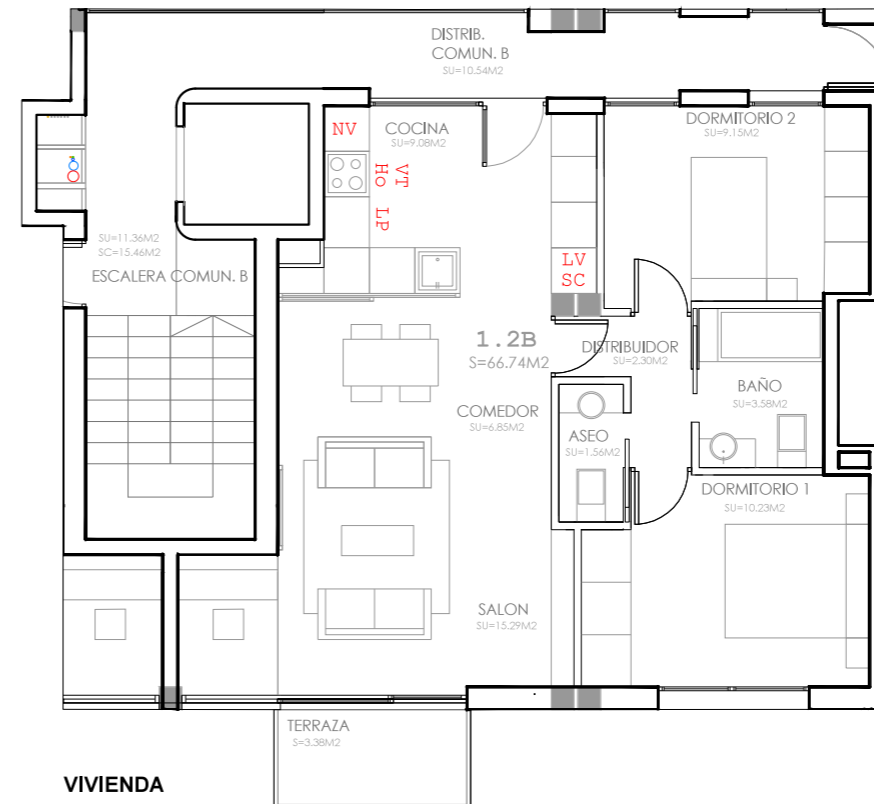 DISTRIB.
COMUN. B
SU=10.54M2
NV
COCINA
SU=9.08M2
VT
Ho LP
DORMITORIO 2
SU=9.15M2
SU=11.36M2
SC=15.46M2
ESCALERA COMUN. B
LV
SC
1.2B
S=66.74M2
DISTRIBUIDOR
SU=2.30M2
BAÑO
SU=3.58M2
COMEDOR
SU=6.85M2
ASEO
SU=1.56M2
DORMITORIO 1
SU=10.23M2
SALON
SU=15.29M2
TERRAZA
S=3.38M2
VIVIENDA